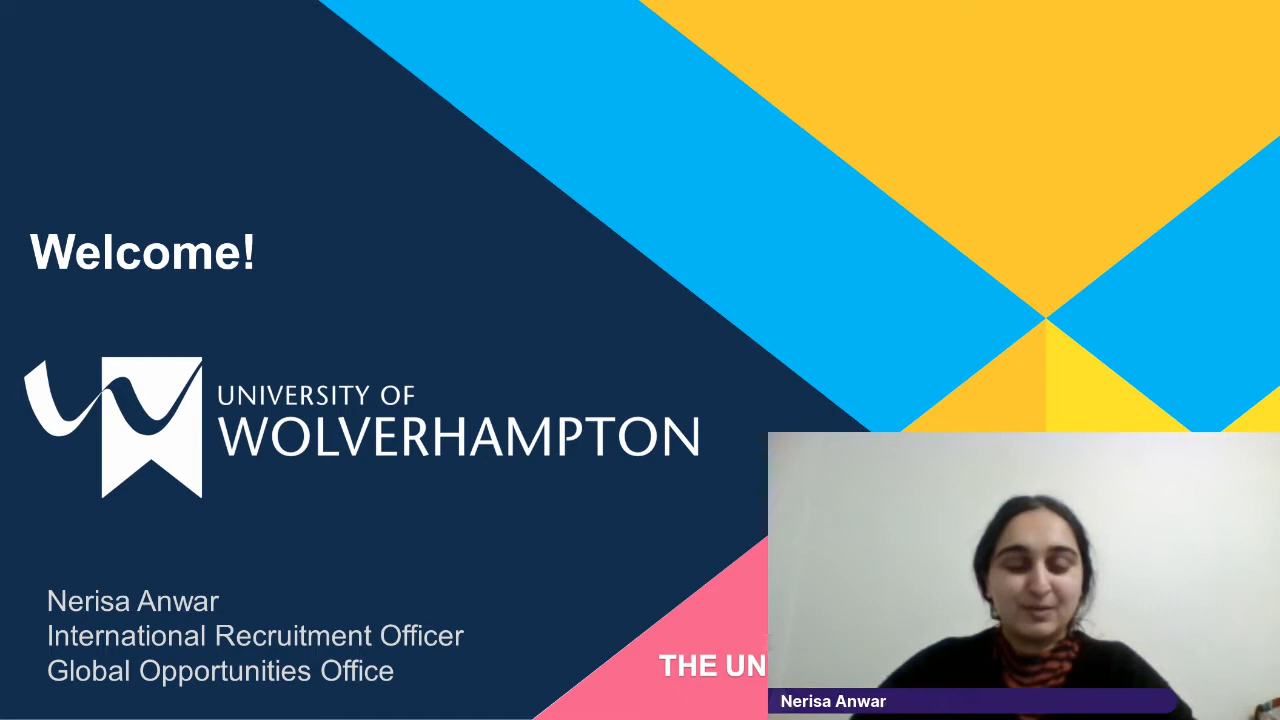 Welcome!
UNIVERSITY OF
WOLVERHAMPTON
Nerisa Anwar
International Recruitment Officer
Global Opportunities Office
THE UN
Nerisa Anwar